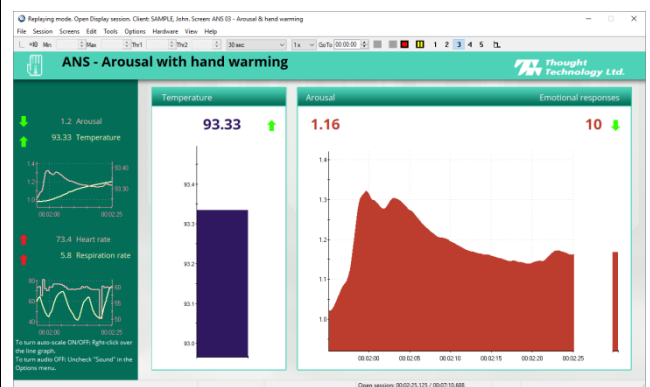 Replaying mode. Open Display session. Client: SAMPLE, John. Screen: ANS 03 - Arousal & hand warming
File Session Screens Edit Tools Options Hardware View Help
Min Max Thr1 Thr2 30 sec 1 x GoTo 00:00:00 1 2 3 4 5
ANS - Arousal with hand warming
Thought
Technology Ltd.
1.2 Arousal
93.33 Temperature
1.4 93.40
1.2 93.30
1.0
00:02:00 00:02:25
73.4 Heart rate
5.8 Respiration rate
80 60
60 55
40 50
00:02:00 00:02:25
To turn auto-scale ON/OFF: Right-click over
the line graph.
To turn audio OFF: Uncheck "Sound" in the
Options menu.
Temperature
93.33
93.4
93.3
93.2
93.1
93.0
Arousal Emotional responses
1.16 10
1.4
1.3
1.2
1.1
1.0
00:02:00 00:02:05 00:02:10 00:02:15 00:02:20 00:02:25
Open session: 00:02:25.125 / 00:07:10.688